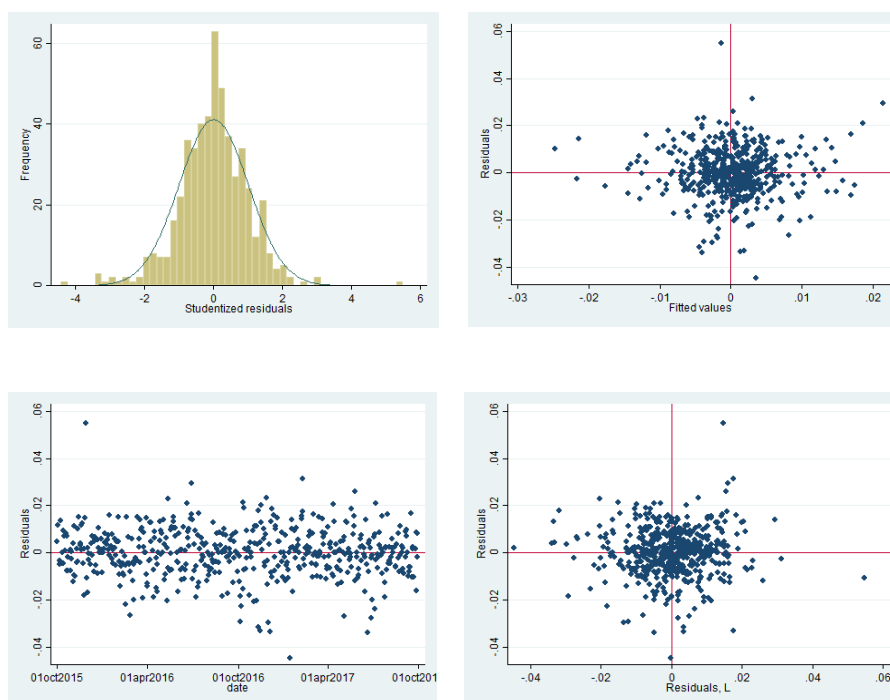 60
40
20
0
Frequency
-4 -2 0 2 4 6
Studentized residuals
.06
.04
.02
0
-.02
-.04
Residuals
-.03 -.02 -.01 0 .01 .02
Fitted values
.06
.04
.02
0
-.02
-.04
Residuals
01oct2015 01apr2016 01oct2016 01apr2017 01oct201
date
.06
.04
.02
0
-.02
-.04
Residuals
-.04 -.02 0 .02 .04 .06
Residuals, L